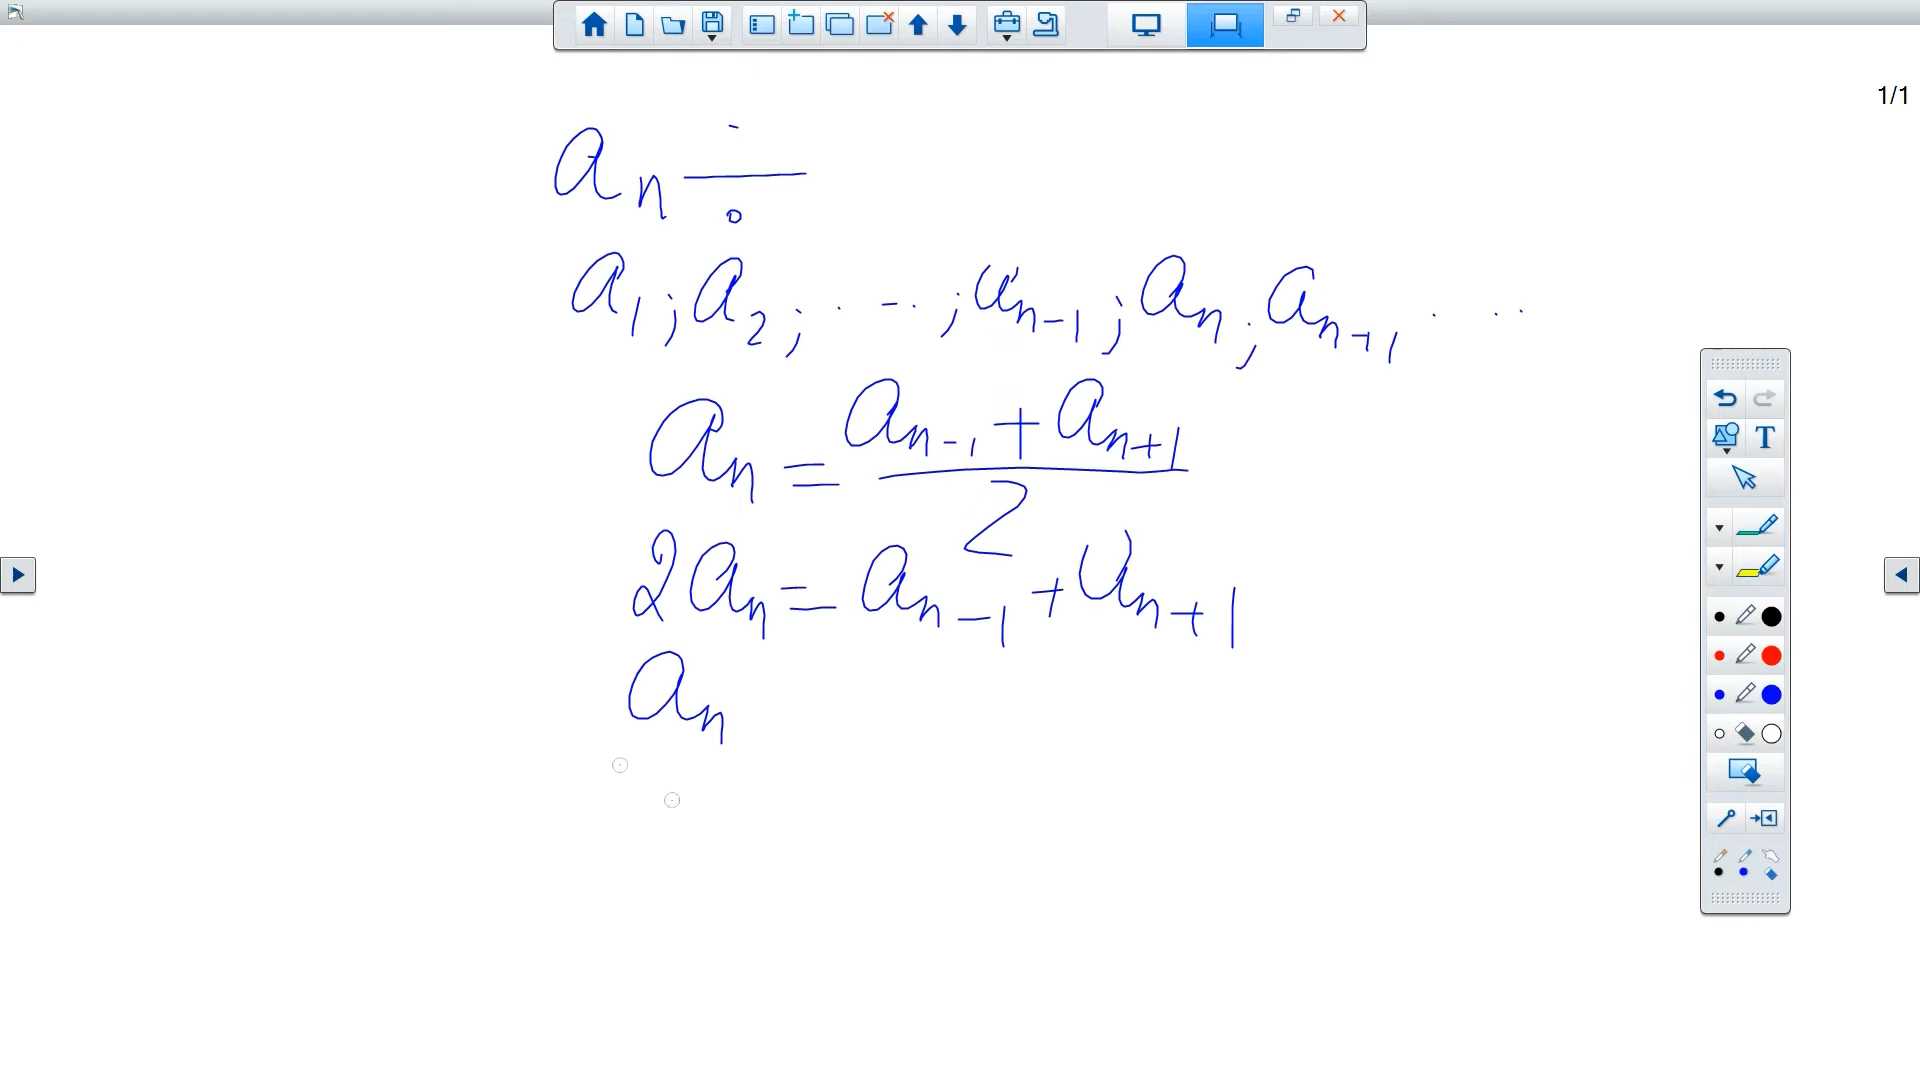 1/1
aₙ ÷
a₁; a₂; ....; aₙ₋₁; aₙ; aₙ₊₁ ...
aₙ = (aₙ₋₁ + aₙ₊₁)/2
2aₙ = aₙ₋₁ + aₙ₊₁
aₙ
T